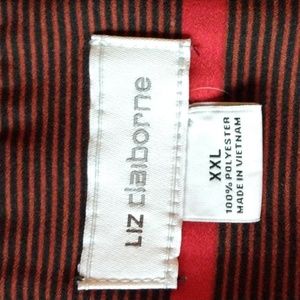 LIZ claiborne
XXL
100% POLYESTER
MADE IN VIETNAM